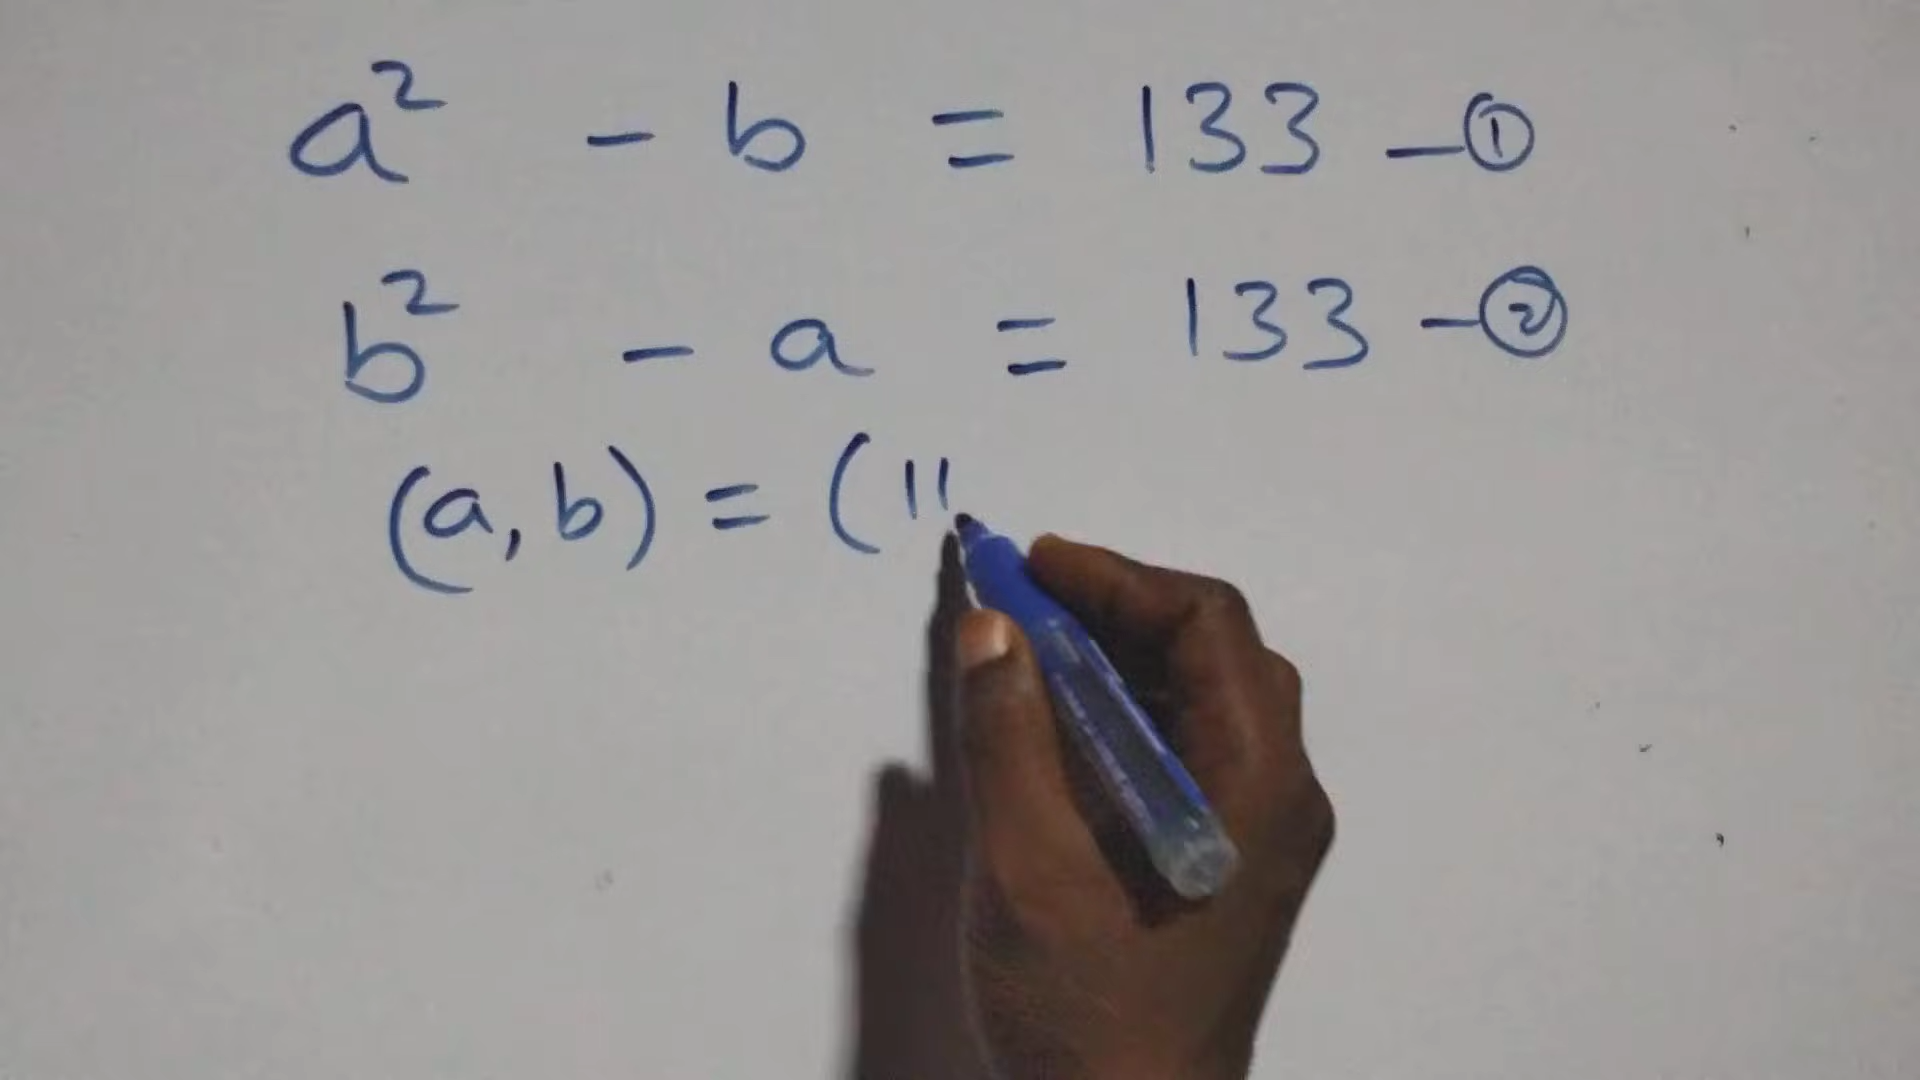 a² - b = 133 - ①
b² - a = 133 - ②
(a, b) = (11